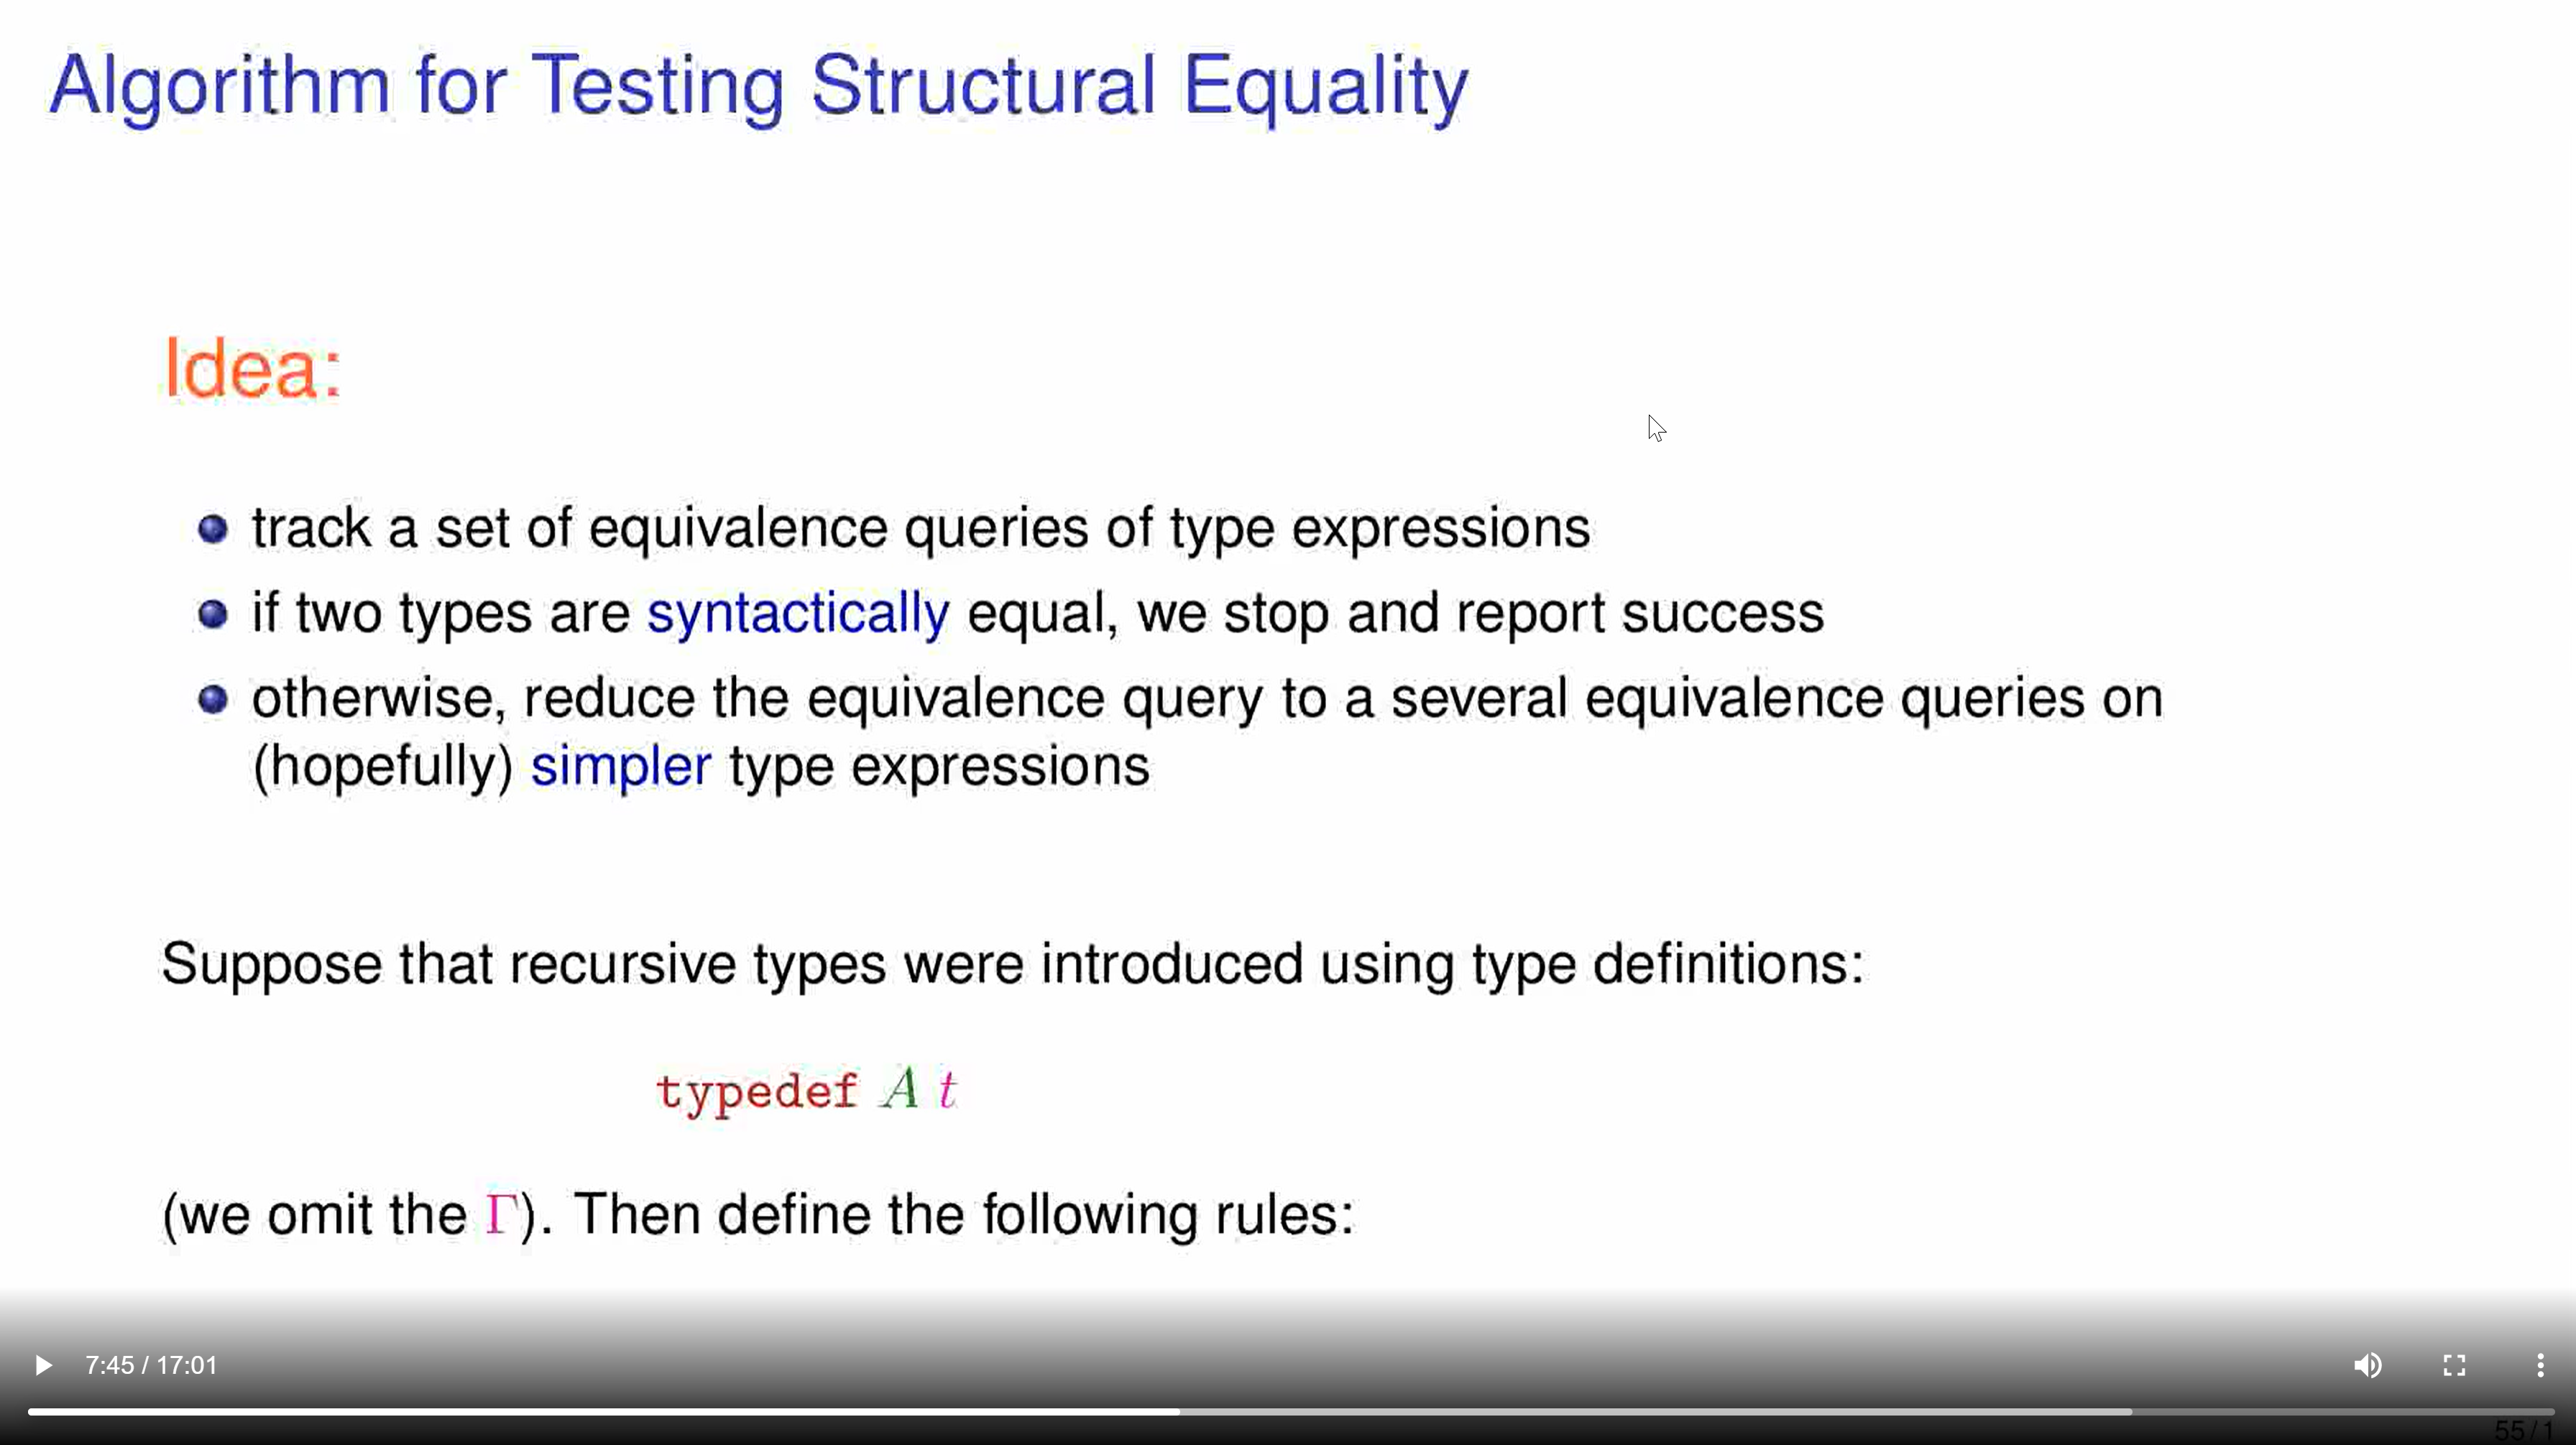 Algorithm for Testing Structural Equality
Idea:
track a set of equivalence queries of type expressions
if two types are syntactically equal, we stop and report success
otherwise, reduce the equivalence query to a several equivalence queries on
(hopefully) simpler type expressions
Suppose that recursive types were introduced using type definitions:
typedef A t
(we omit the Γ). Then define the following rules:
7:45 / 17:01
55/1